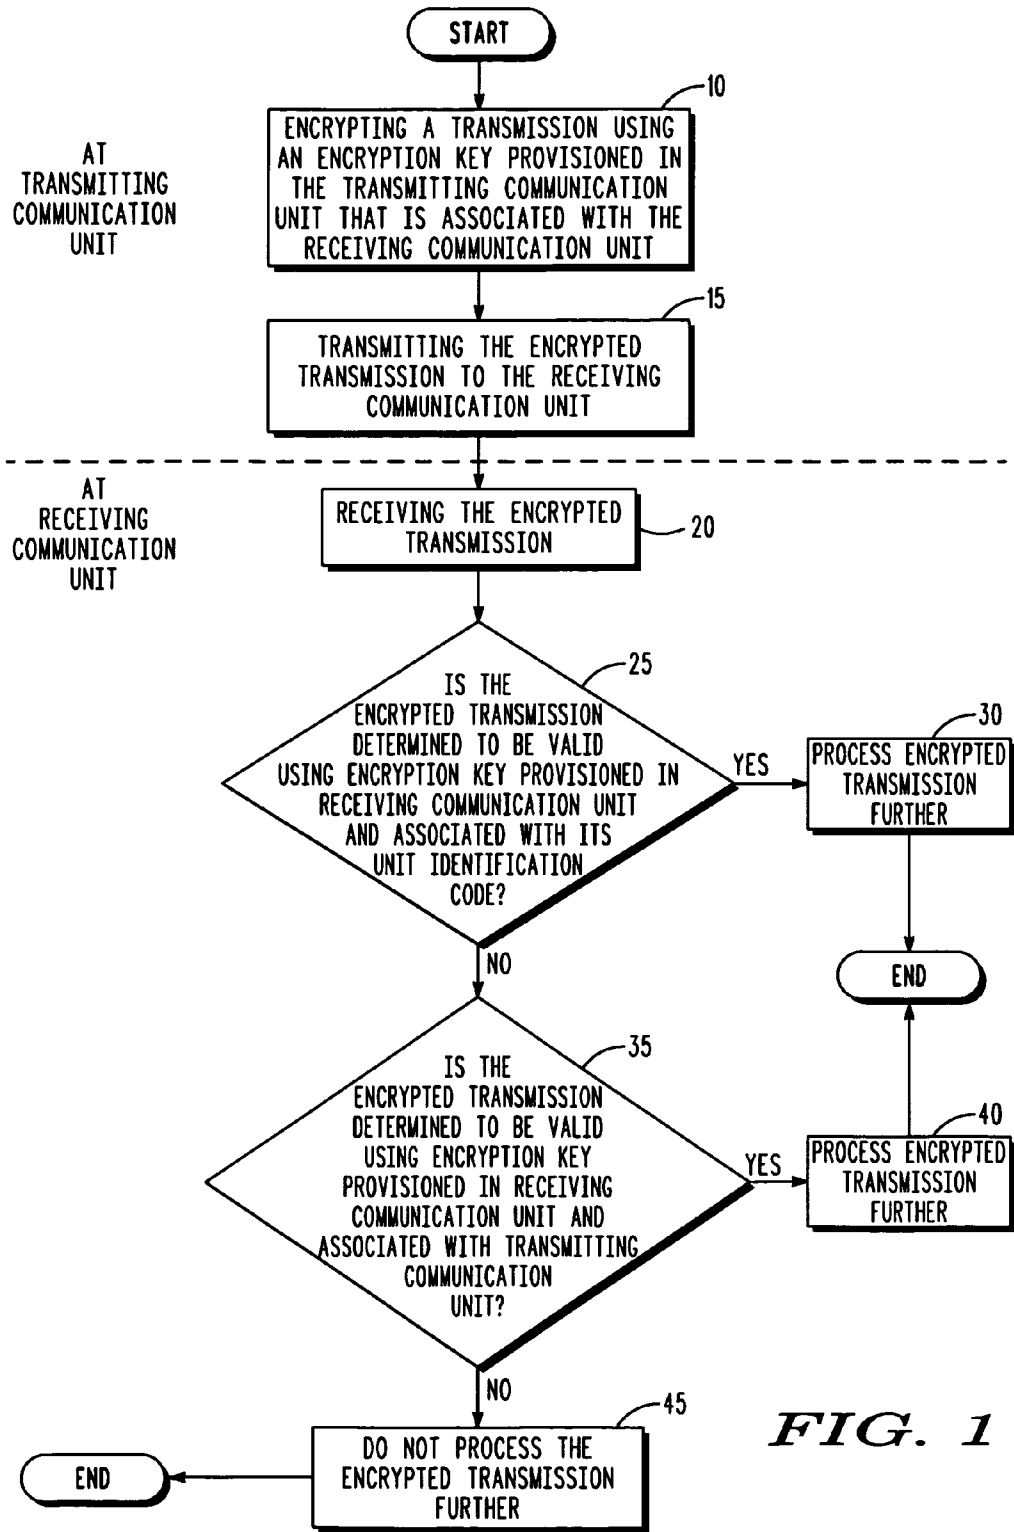 START
10
ENCRYPTING A TRANSMISSION USING
AN ENCRYPTION KEY PROVISIONED IN
THE TRANSMITTING COMMUNICATION
UNIT THAT IS ASSOCIATED WITH THE
RECEIVING COMMUNICATION UNIT
AT
TRANSMITTING
COMMUNICATION
UNIT
15
TRANSMITTING THE ENCRYPTED
TRANSMISSION TO THE RECEIVING
COMMUNICATION UNIT
AT
RECEIVING
COMMUNICATION
UNIT
RECEIVING THE ENCRYPTED
TRANSMISSION
20
25
IS THE
ENCRYPTED TRANSMISSION
DETERMINED TO BE VALID
USING ENCRYPTION KEY PROVISIONED IN
RECEIVING COMMUNICATION UNIT
AND ASSOCIATED WITH ITS
UNIT IDENTIFICATION
CODE?
YES
30
PROCESS ENCRYPTED
TRANSMISSION
FURTHER
END
NO
35
IS THE
ENCRYPTED TRANSMISSION
DETERMINED TO BE VALID
USING ENCRYPTION KEY
PROVISIONED IN RECEIVING
COMMUNICATION UNIT AND
ASSOCIATED WITH TRANSMITTING
COMMUNICATION
UNIT?
YES
40
PROCESS ENCRYPTED
TRANSMISSION
FURTHER
NO
45
DO NOT PROCESS THE
ENCRYPTED TRANSMISSION
FURTHER
END
FIG. 1